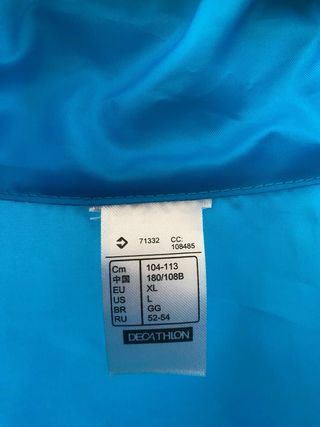 71332 CC:
108485
Cm 104-113
中国 180/108B
EU XL
US L
BR GG
RU 52-54
DECATHLON